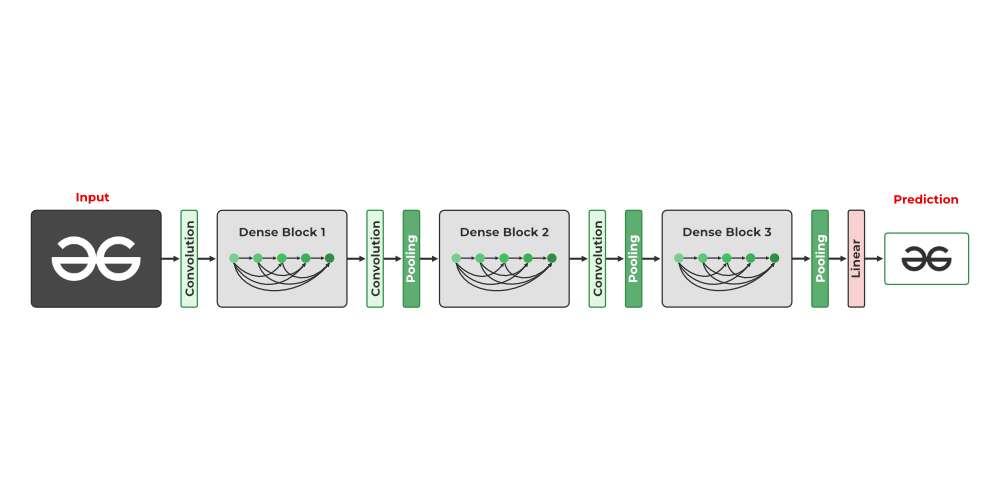 Input
Convolution
Dense Block 1
Convolution
Pooling
Dense Block 2
Convolution
Pooling
Dense Block 3
Pooling
Linear
Prediction